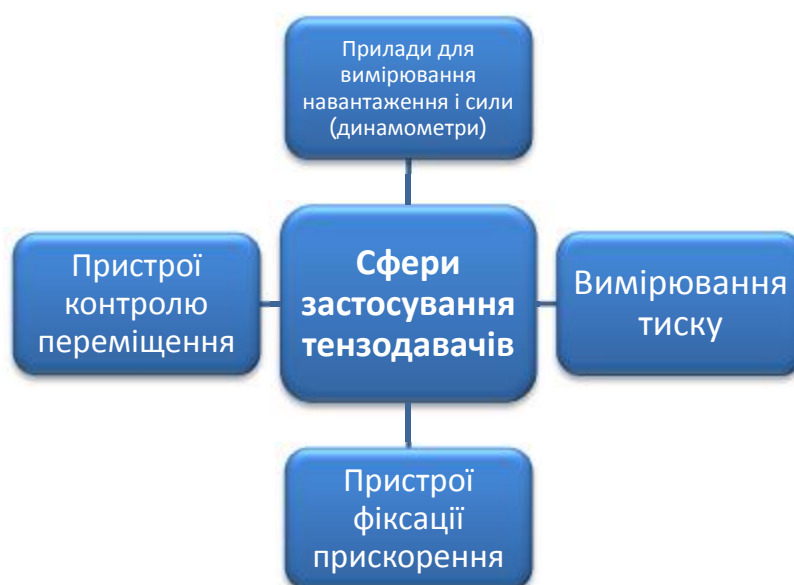 Прилади для
вимірювання
навантаження і сили
(динамометри)
Пристрої
контролю
переміщення
Сфери
застосування
тензодавачів
Вимірювання
тиску
Пристрої
фіксації
прискорення